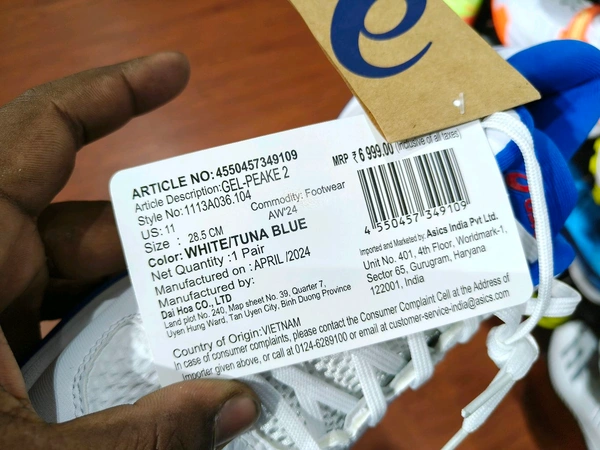 ARTICLE NO: 4550457349109
Article Description:GEL-PEAKE 2
Style No:1113A036.104
Commodity: Footwear
US: 11
AW'24
Size : 28.5 CM
Color: WHITE/TUNA BLUE
Net Quantity :1 Pair
Manufactured on : APRIL /2024
Manufactured by:
Dai Hoa CO., LTD
Land plot No. 240, Map sheet No. 39, Quarter 7,
Uyen Hung Ward, Tan Uyen City, Binh Duong Province
Country of Origin:VIETNAM
In case of consumer complaints, please contact the Consumer Complaint Cell at the Address of
Importer given above, or call at 0124-6289100 or email at customer-service-india@asics.com
MRP ₹ 6 999.00 (inclusive of all taxes)
4 550457 349109
Imported and Marketed by: Asics India Pvt Ltd.
Unit No. 401, 4th Floor, Worldmark-1,
Sector 65, Gurugram, Haryana
122001, India